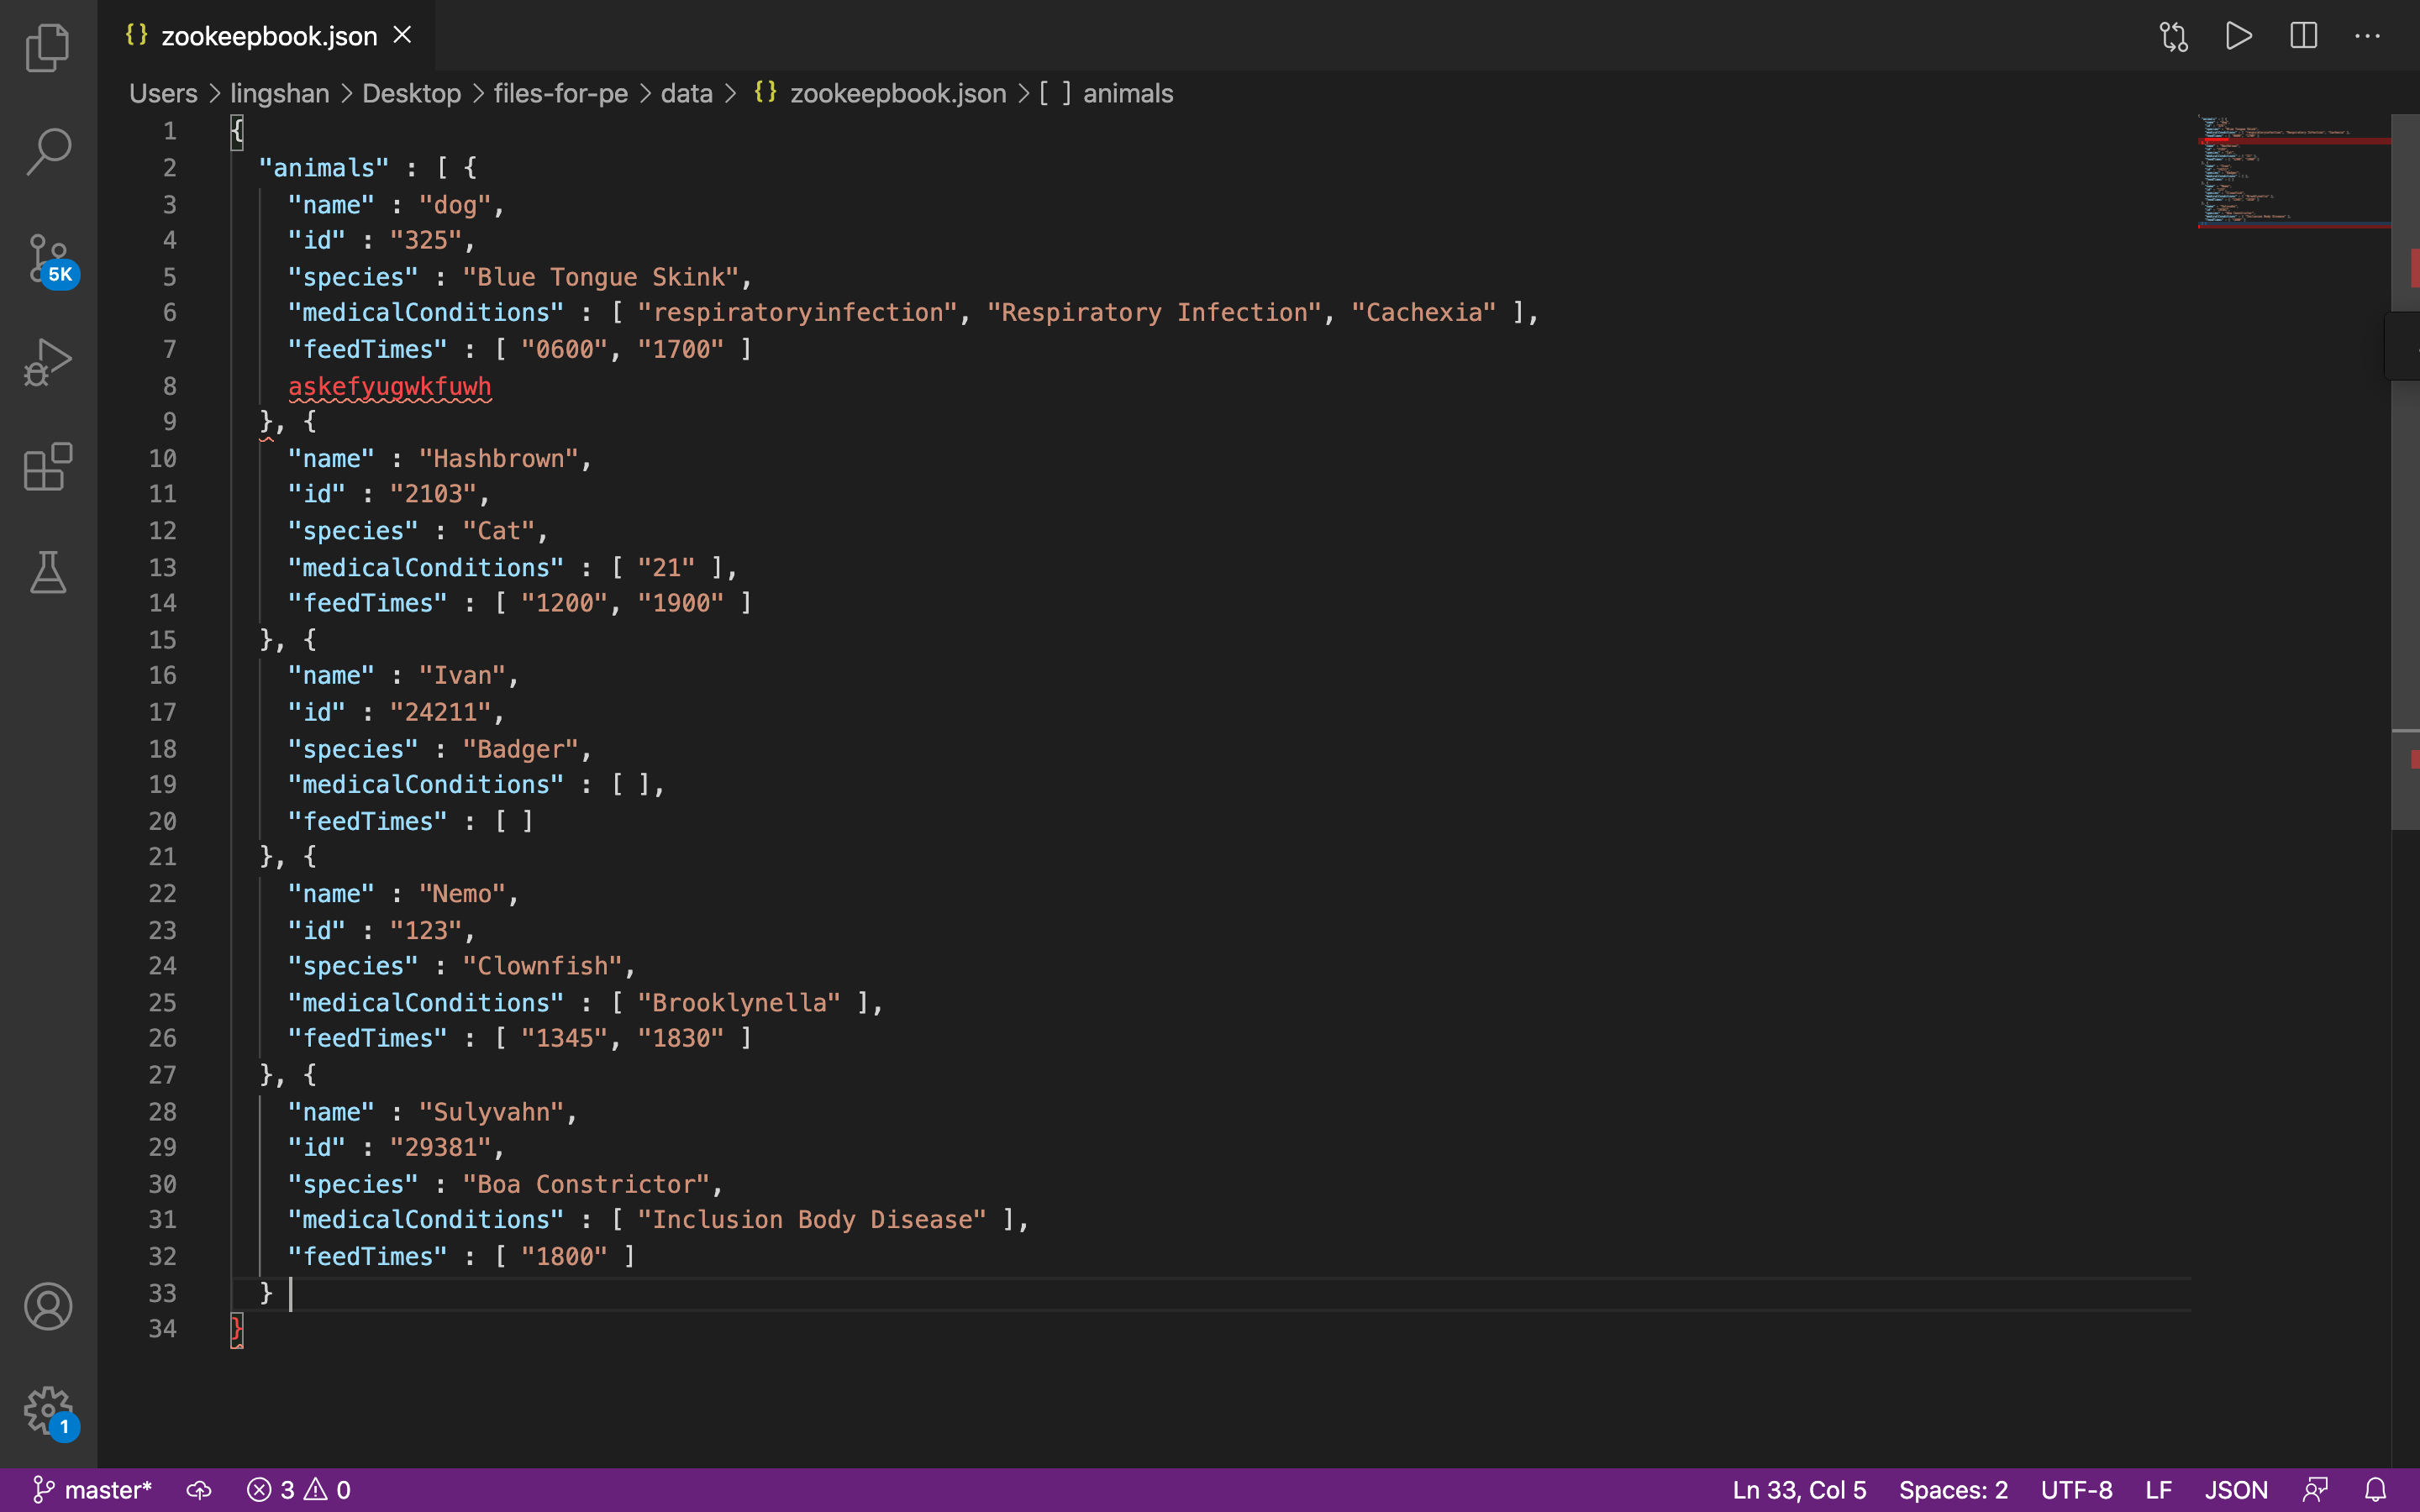 {} zookeepbook.json
Users > lingshan > Desktop > files-for-pe > data > {} zookeepbook.json > [ ] animals
1 {
2 "animals" : [ {
3 "name" : "dog",
4 "id" : "325",
5 "species" : "Blue Tongue Skink",
6 "medicalConditions" : [ "respiratoryinfection", "Respiratory Infection", "Cachexia" ],
7 "feedTimes" : [ "0600", "1700" ]
8 askefyugwkfuwh
9 }, {
10 "name" : "Hashbrown",
11 "id" : "2103",
12 "species" : "Cat",
13 "medicalConditions" : [ "21" ],
14 "feedTimes" : [ "1200", "1900" ]
15 }, {
16 "name" : "Ivan",
17 "id" : "24211",
18 "species" : "Badger",
19 "medicalConditions" : [ ],
20 "feedTimes" : [ ]
21 }, {
22 "name" : "Nemo",
23 "id" : "123",
24 "species" : "Clownfish",
25 "medicalConditions" : [ "Brooklynella" ],
26 "feedTimes" : [ "1345", "1830" ]
27 }, {
28 "name" : "Sulyvahn",
29 "id" : "29381",
30 "species" : "Boa Constrictor",
31 "medicalConditions" : [ "Inclusion Body Disease" ],
32 "feedTimes" : [ "1800" ]
33 }
34 }
5K
1
master* 3 0 Ln 33, Col 5 Spaces: 2 UTF-8 LF JSON